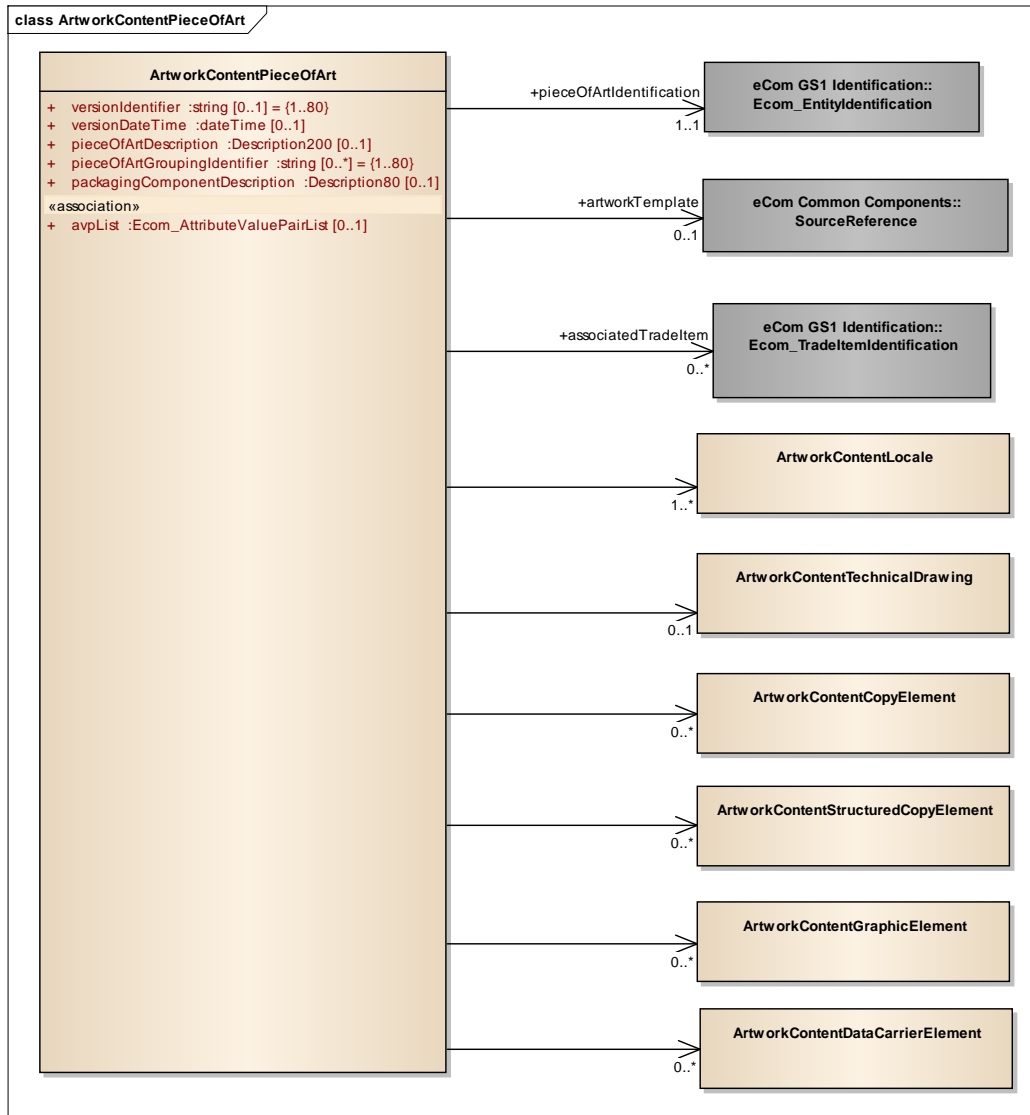 class ArtworkContentPieceOfArt
ArtworkContentPieceOfArt
+ versionIdentifier :string [0..1] = {1..80}
+ versionDateTime :dateTime [0..1]
+ pieceOfArtDescription :Description200 [0..1]
+ pieceOfArtGroupingIdentifier :string [0..*] = {1..80}
+ packagingComponentDescription :Description80 [0..1]
«association»
+ avpList :Ecom_AttributeValuePairList [0..1]
+pieceOfArtIdentification
1..1
eCom GS1 Identification::
Ecom_EntityIdentification
+artworkTemplate
0..1
eCom Common Components::
SourceReference
+associatedTradeItem
0..*
eCom GS1 Identification::
Ecom_TradeItemIdentification
1..*
ArtworkContentLocale
0..1
ArtworkContentTechnicalDrawing
0..*
ArtworkContentCopyElement
0..*
ArtworkContentStructuredCopyElement
0..*
ArtworkContentGraphicElement
0..*
ArtworkContentDataCarrierElement